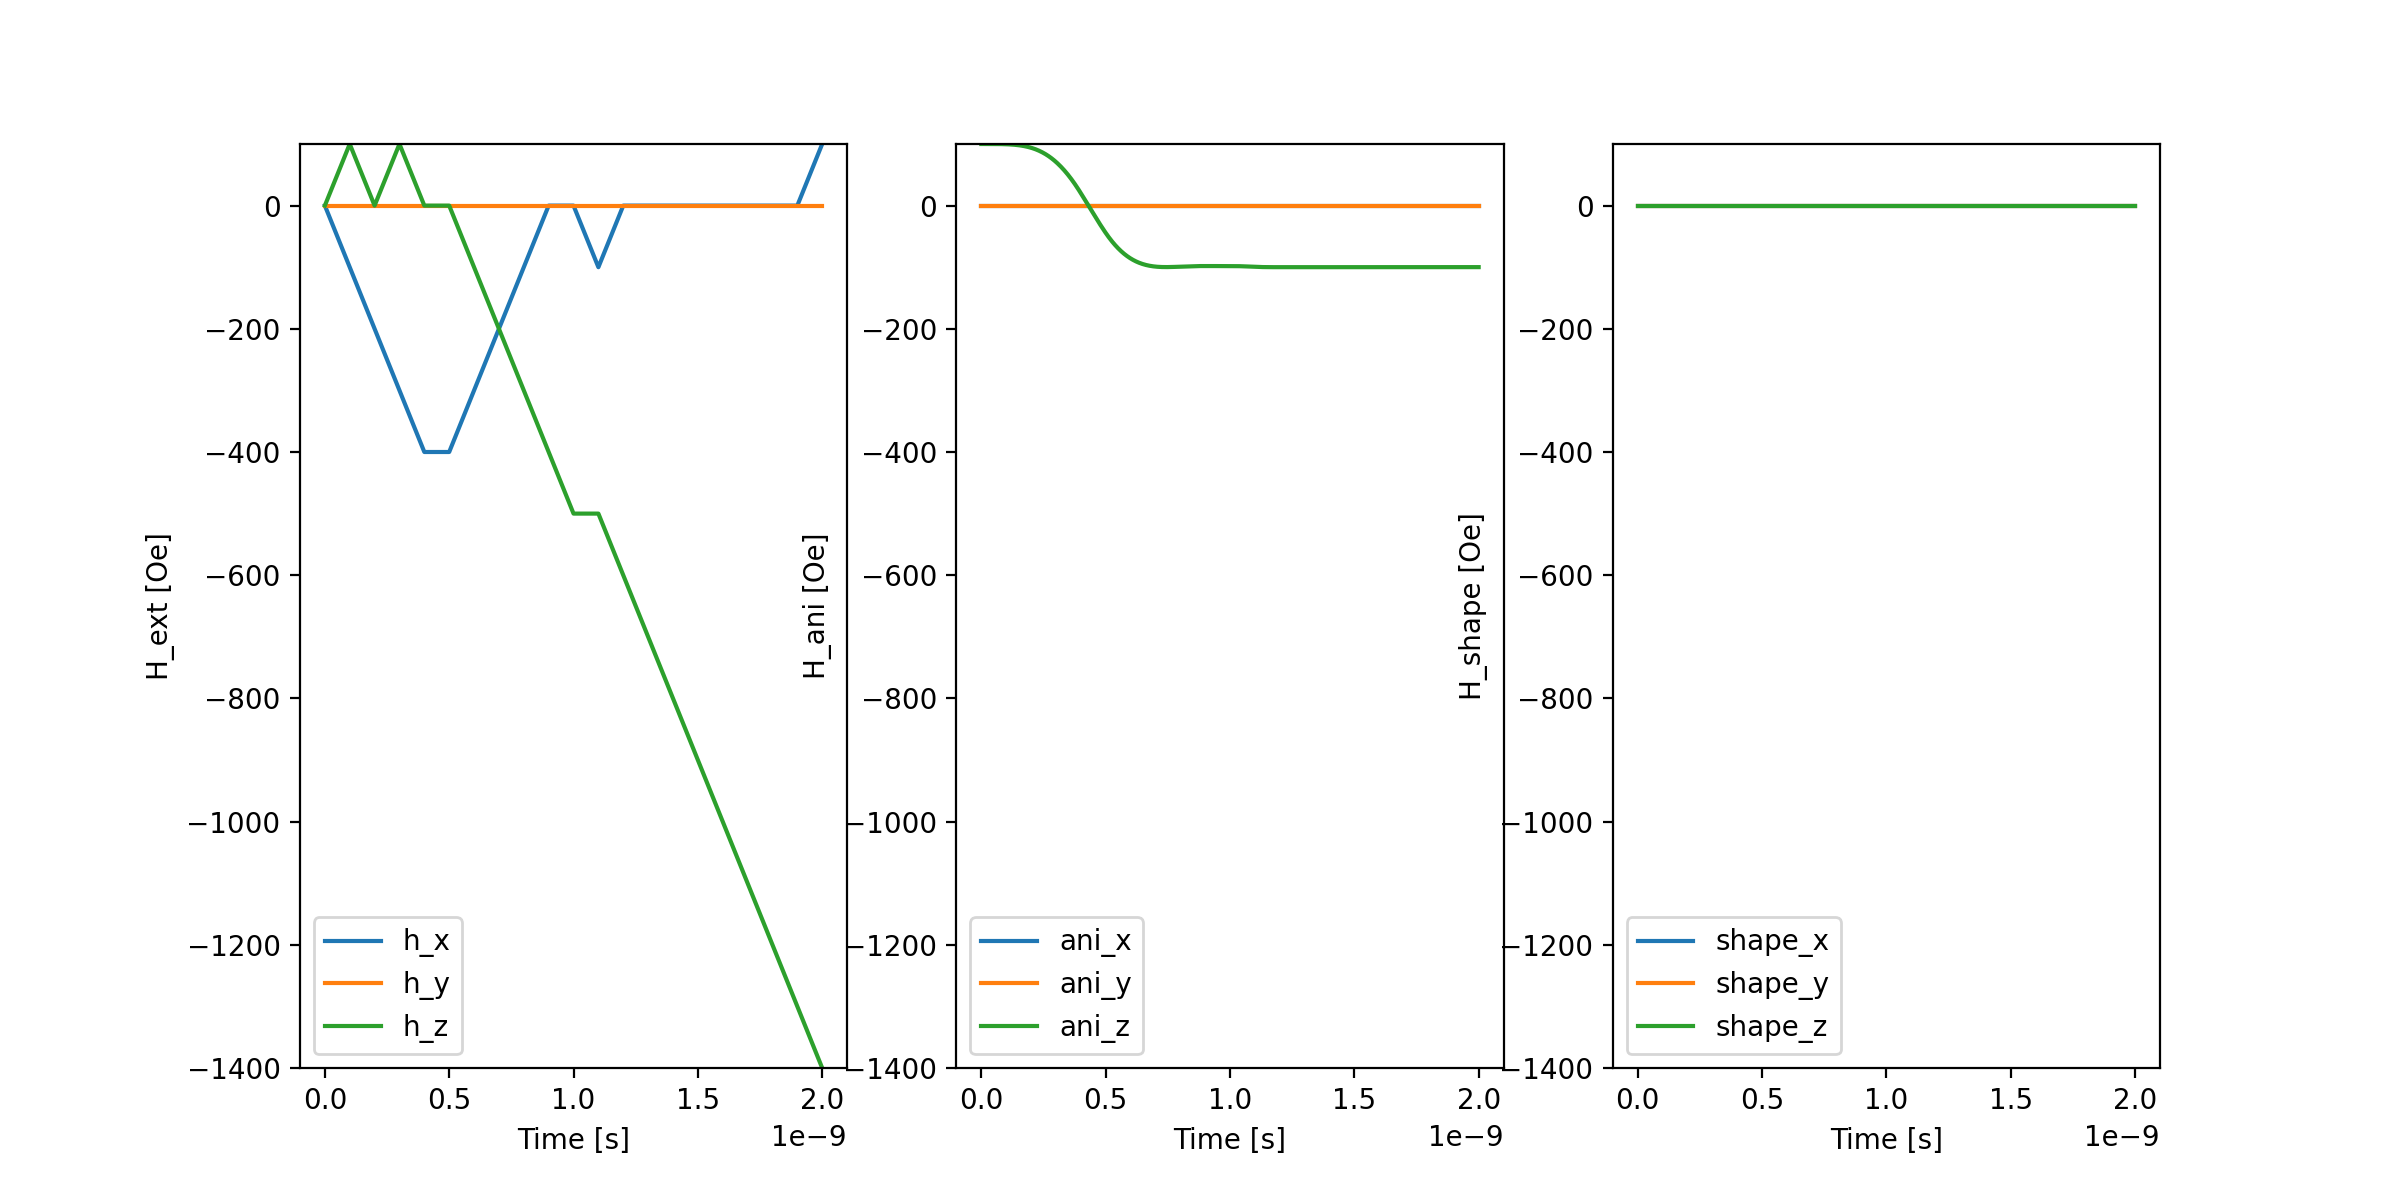 H_ext [Oe]
0
−200
−400
−600
−800
−1000
−1200
−1400
h_x
h_y
h_z
0.0 0.5 1.0 1.5 2.0
Time [s]
1e−9
H_ani [Oe]
0
−200
−400
−600
−800
−1000
−1200
−1400
ani_x
ani_y
ani_z
0.0 0.5 1.0 1.5 2.0
Time [s]
1e−9
H_shape [Oe]
0
−200
−400
−600
−800
−1000
−1200
−1400
shape_x
shape_y
shape_z
0.0 0.5 1.0 1.5 2.0
Time [s]
1e−9